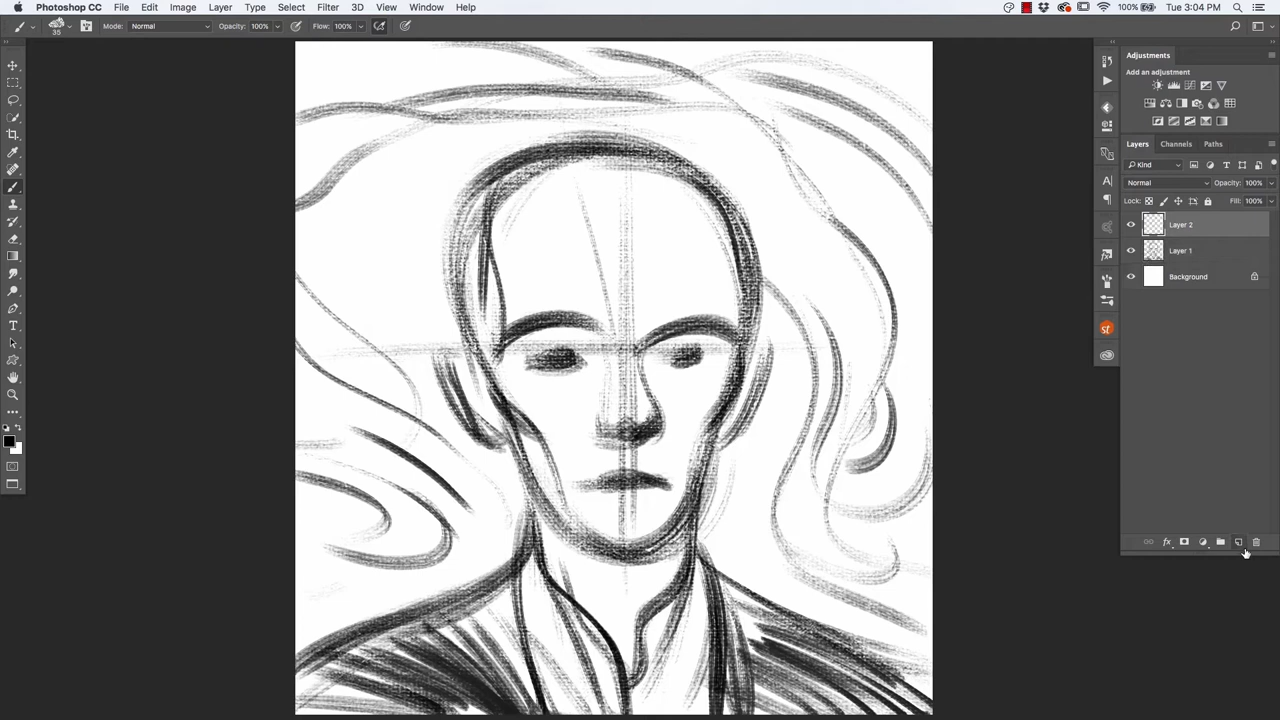 Photoshop CC File Edit Image Layer Type Select Filter 3D View Window Help 100% Tue 3:04 PM
35 Mode: Normal Opacity: 100% Flow: 100%
Adjustments
Add an adjustment
Layers Channels Paths
Kind
Normal Opacity: 100%
Lock: Fill: 100%
Layer 2
Layer 1
Background
st